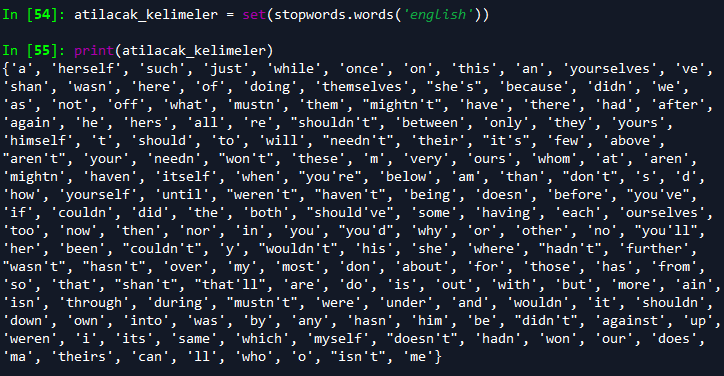 In [54]: atilacak_kelimeler = set(stopwords.words('english'))
In [55]: print(atilacak_kelimeler)
{'a', 'herself', 'such', 'just', 'while', 'once', 'on', 'this', 'an', 'yourselves', 've',
'shan', 'wasn', 'here', 'of', 'doing', 'themselves', "she's", 'because', 'didn', 'we',
'as', 'not', 'off', 'what', 'mustn', 'them', "mightn't", 'have', 'there', 'had', 'after',
'again', 'he', 'hers', 'all', 're', "shouldn't", 'between', 'only', 'they', 'yours',
'himself', 't', 'should', 'to', 'will', "needn't", 'their', "it's", 'few', 'above',
"aren't", 'your', 'needn', "won't", 'these', 'm', 'very', 'ours', 'whom', 'at', 'aren',
'mightn', 'haven', 'itself', 'when', "you're", 'below', 'am', 'than', "don't", 's', 'd',
'how', 'yourself', 'until', "weren't", "haven't", 'being', 'doesn', 'before', "you've",
'if', 'couldn', 'did', 'the', 'both', "should've", 'some', 'having', 'each', 'ourselves',
'too', 'now', 'then', 'nor', 'in', 'you', "you'd", 'why', 'or', 'other', 'no', "you'll",
'her', 'been', "couldn't", 'y', "wouldn't", 'his', 'she', 'where', "hadn't", 'further',
"wasn't", "hasn't", 'over', 'my', 'most', 'don', 'about', 'for', 'those', 'has', 'from',
'so', 'that', "shan't", "that'll", 'are', 'do', 'is', 'out', 'with', 'but', 'more', 'ain',
'isn', 'through', 'during', "mustn't", 'were', 'under', 'and', 'wouldn', 'it', 'shouldn',
'down', 'own', 'into', 'was', 'by', 'any', 'hasn', 'him', 'be', "didn't", 'against', 'up',
'weren', 'i', 'its', 'same', 'which', 'myself', "doesn't", 'hadn', 'won', 'our', 'does',
'ma', 'theirs', 'can', 'll', 'who', 'o', "isn't", 'me'}